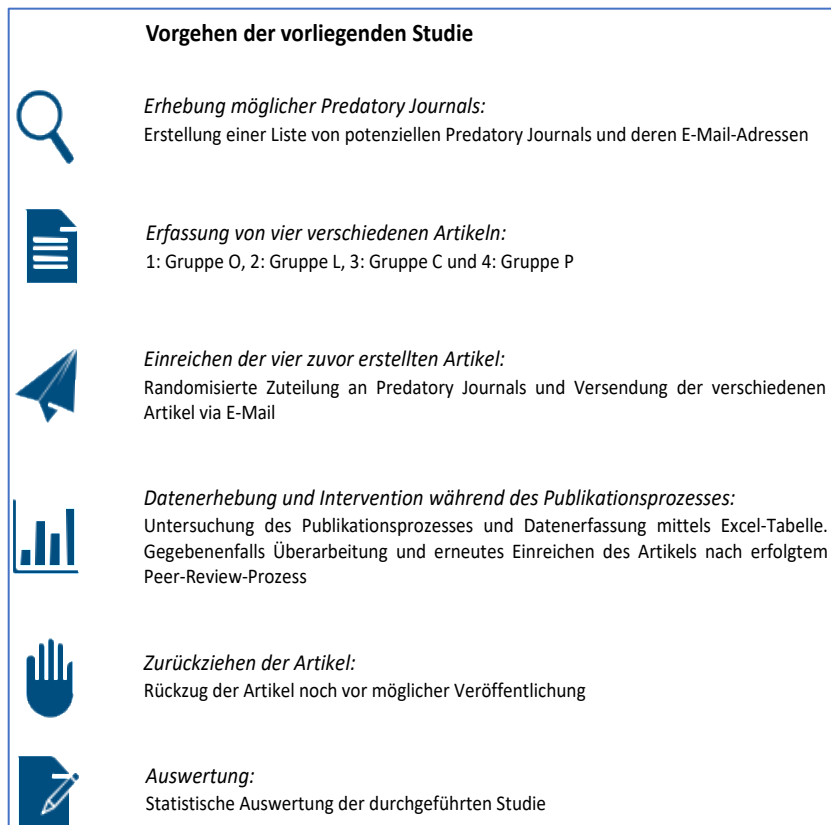 Vorgehen der vorliegenden Studie
Erhebung möglicher Predatory Journals:
Erstellung einer Liste von potenziellen Predatory Journals und deren E-Mail-Adressen
Erfassung von vier verschiedenen Artikeln:
1: Gruppe O, 2: Gruppe L, 3: Gruppe C und 4: Gruppe P
Einreichen der vier zuvor erstellten Artikel:
Randomisierte Zuteilung an Predatory Journals und Versendung der verschiedenen
Artikel via E-Mail
Datenerhebung und Intervention während des Publikationsprozesses:
Untersuchung des Publikationsprozesses und Datenerfassung mittels Excel-Tabelle.
Gegebenenfalls Überarbeitung und erneutes Einreichen des Artikels nach erfolgtem
Peer-Review-Prozess
Zurückziehen der Artikel:
Rückzug der Artikel noch vor möglicher Veröffentlichung
Auswertung:
Statistische Auswertung der durchgeführten Studie